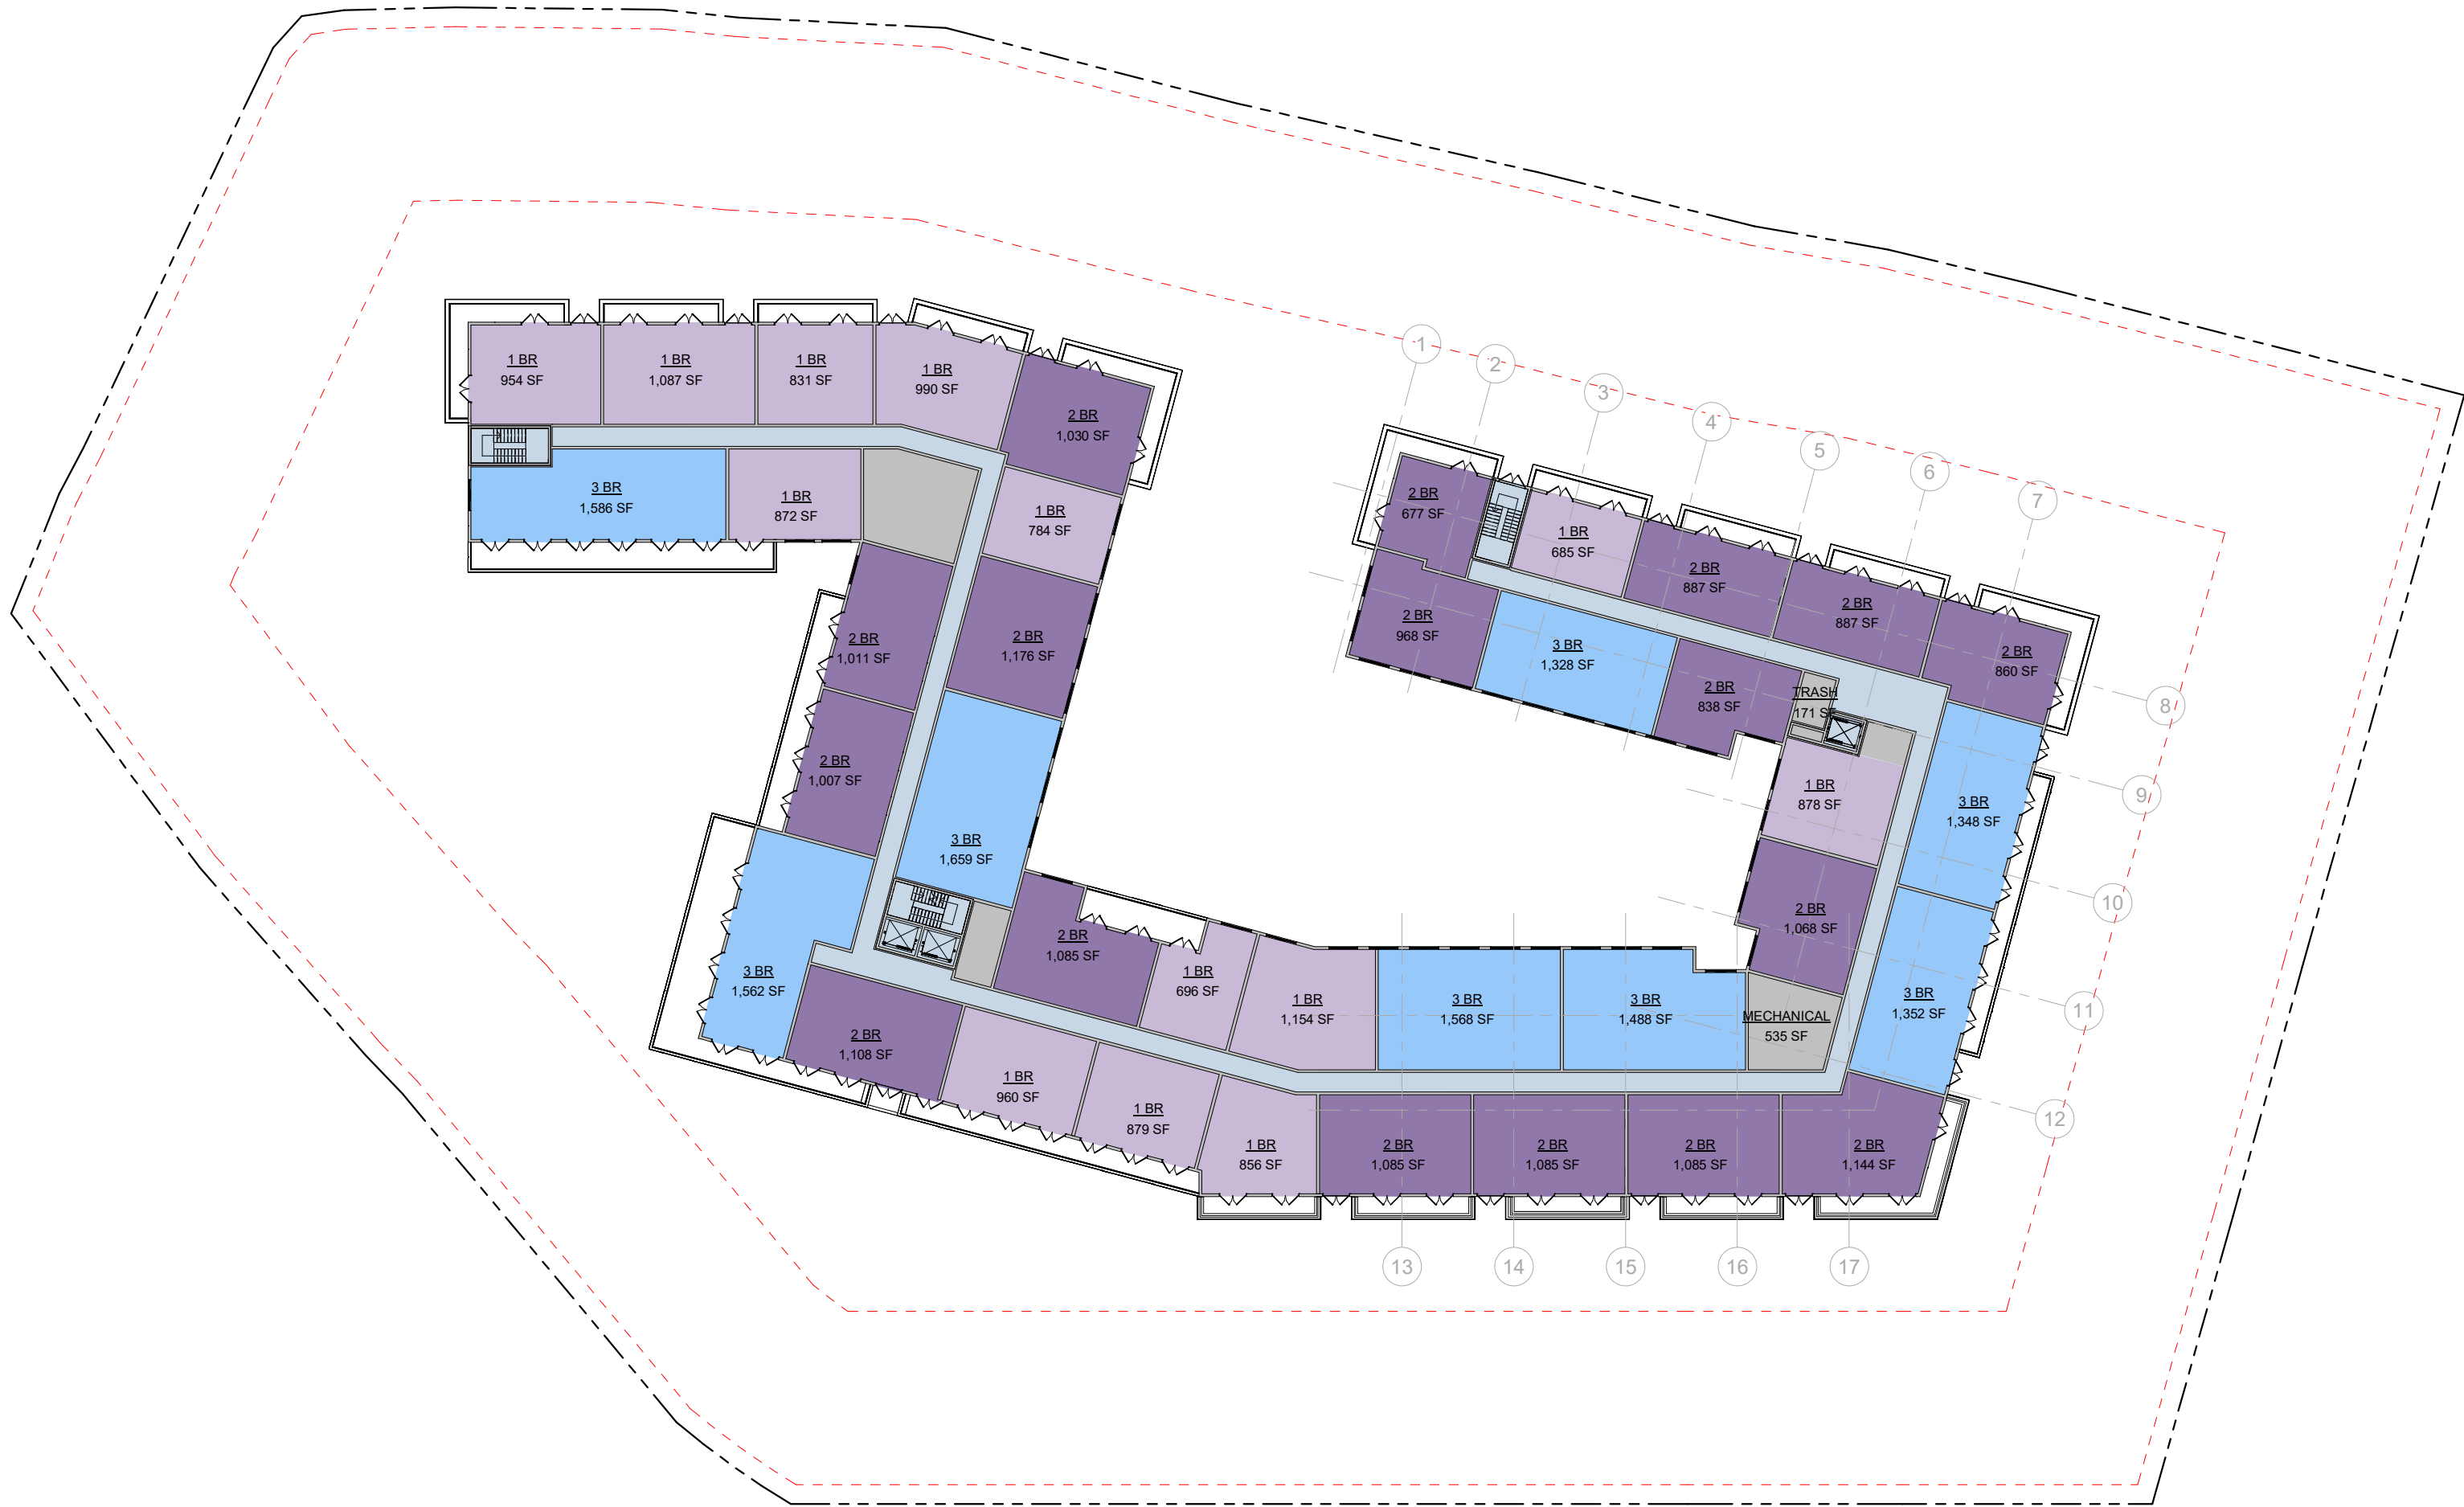 1 BR
954 SF
1 BR
1,087 SF
1 BR
831 SF
1 BR
990 SF
2 BR
1,030 SF
3 BR
1,586 SF
1 BR
872 SF
1 BR
784 SF
2 BR
1,011 SF
2 BR
1,176 SF
2 BR
1,007 SF
3 BR
1,659 SF
3 BR
1,562 SF
2 BR
1,085 SF
1 BR
696 SF
1 BR
1,154 SF
3 BR
1,568 SF
3 BR
1,488 SF
MECHANICAL
535 SF
2 BR
1,108 SF
1 BR
960 SF
1 BR
879 SF
1 BR
856 SF
2 BR
1,085 SF
2 BR
1,085 SF
2 BR
1,085 SF
2 BR
1,144 SF
1
2
3
4
5
6
7
2 BR
677 SF
1 BR
685 SF
2 BR
887 SF
2 BR
887 SF
2 BR
860 SF
2 BR
968 SF
3 BR
1,328 SF
2 BR
838 SF
TRASH
171 SF
1 BR
878 SF
3 BR
1,348 SF
2 BR
1,068 SF
3 BR
1,352 SF
8
9
10
11
12
13
14
15
16
17